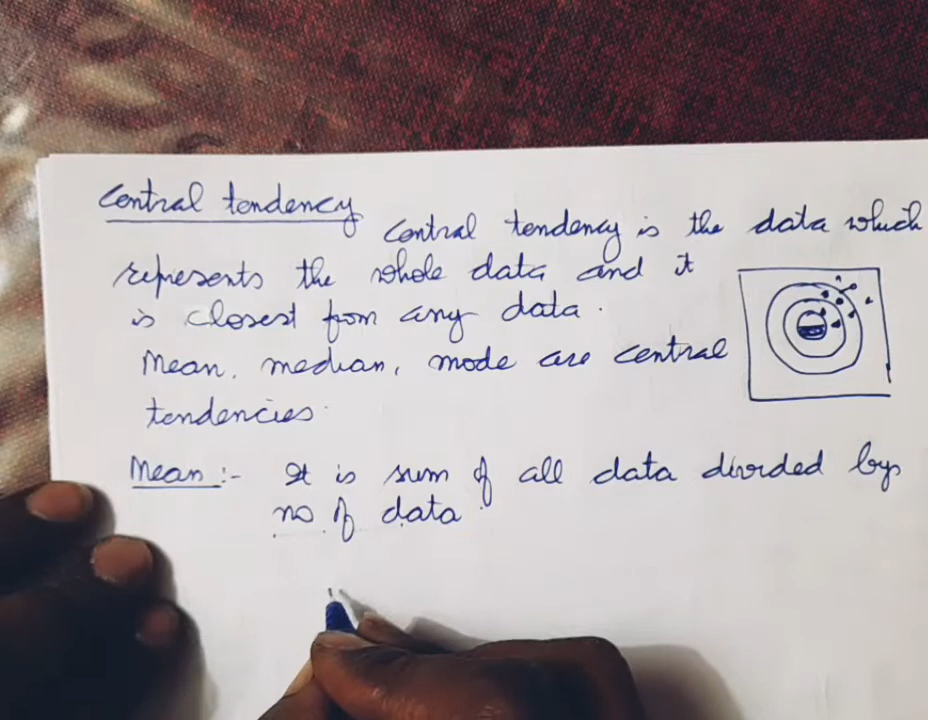 Central tendency
Central tendency is the data which
represents the whole data and it
is closest from any data.
Mean, median, mode are central
tendencies.
Mean :- It is sum of all data divided by
no of data